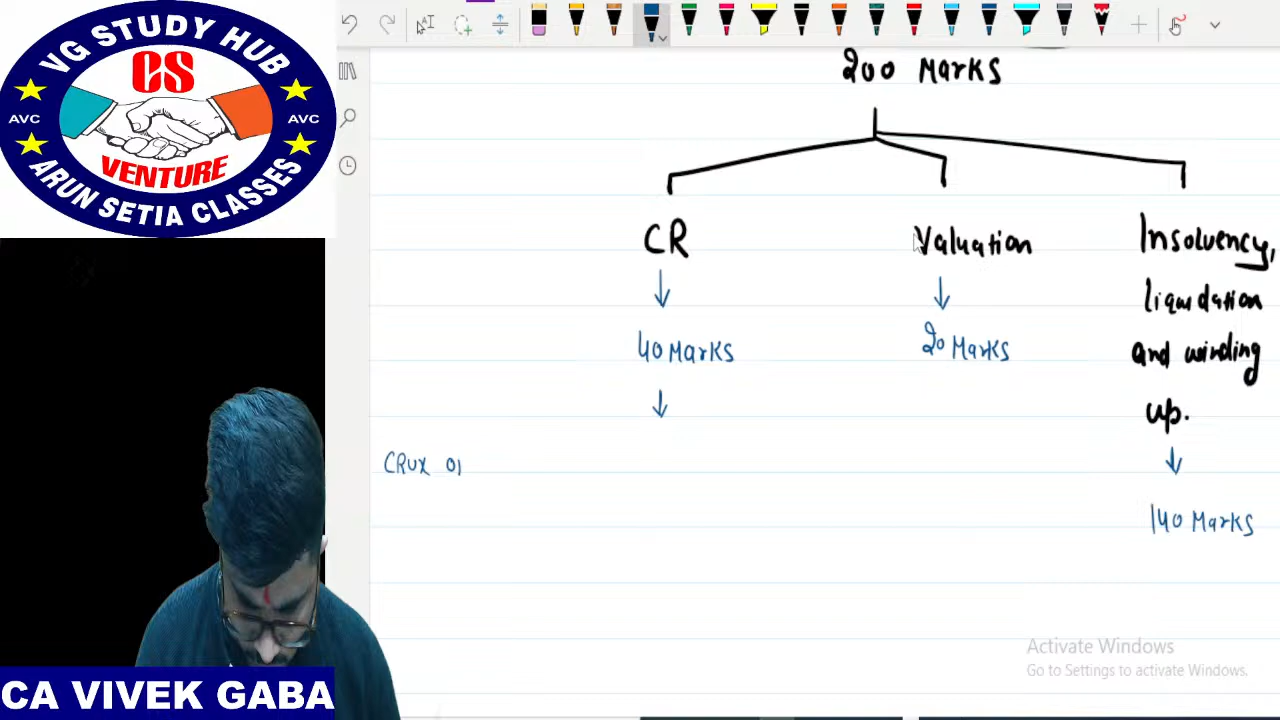 VG STUDY HUB
CS
AVC
AVC
VENTURE
ARUN SETIA CLASSES
200 Marks
CR
Valuation
Insolvency,
liquidation
and winding
up.
40 Marks
20 Marks
140 Marks
CRUX 01
Activate Windows
Go to Settings to activate Windows.
CA VIVEK GABA